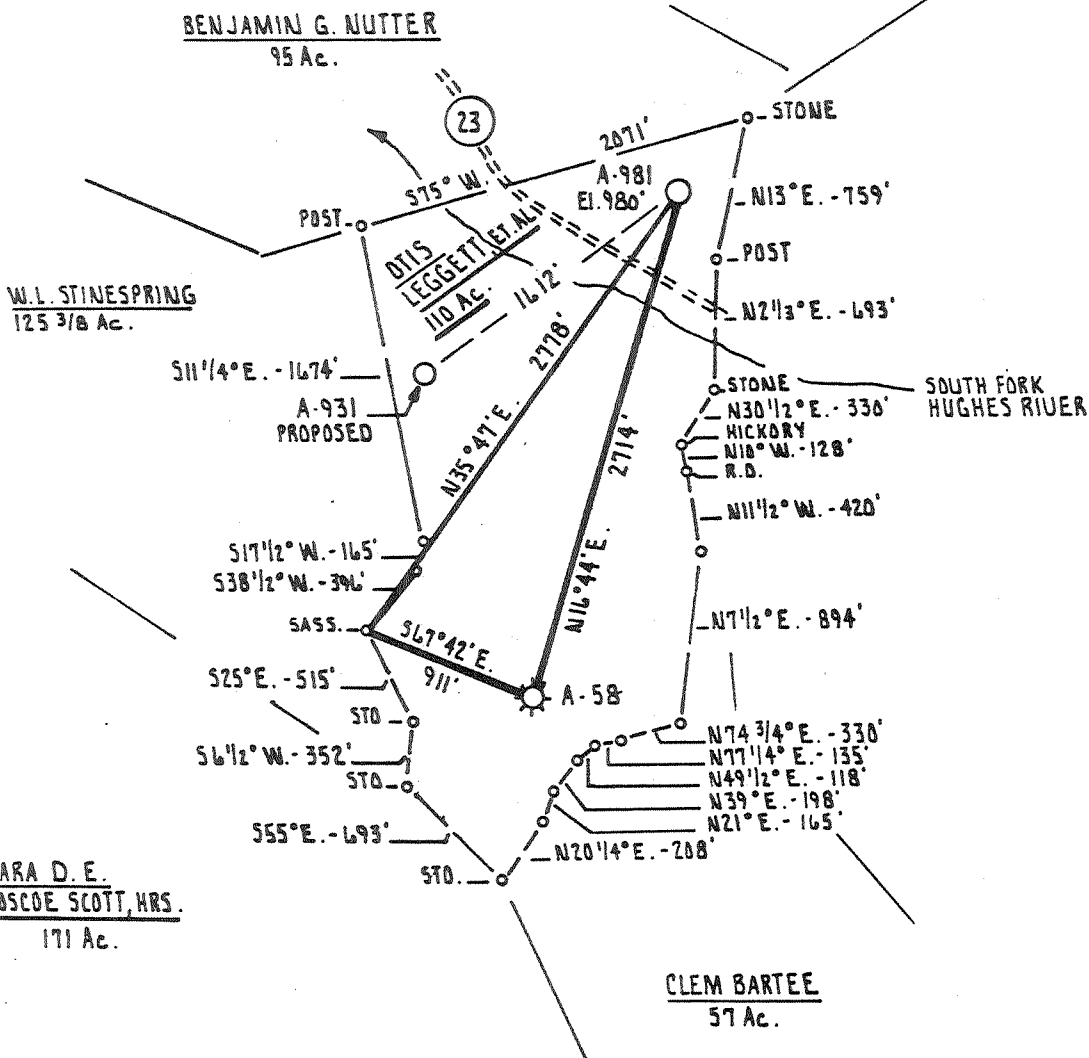 BENJAMIN G. NUTTER
95 Ac.
23
STONE
2071'
S75° W.
A-981
El. 980'
N13° E. - 759'
POST
POST
OTIS
LEGGETT, ET. AL.
110 Ac.
1612'
W.L. STINESPRING
125 3/8 Ac.
N2 1/3° E. - 693'
2778'
S11 1/4° E. - 1674'
STONE
SOUTH FORK
HUGHES RIVER
A-931
PROPOSED
N30 1/2° E. - 330'
HICKORY
N10° W. - 128'
R.O.
N35° 47' E.
2714'
N11 1/2° W. - 420'
S17 1/2° W. - 165'
S38 1/2° W. - 396'
N16° 44' E.
SASS.
S67° 42' E.
911'
N7 1/2° E. - 894'
S25° E. - 515'
A-58
STO
N74 3/4° E. - 330'
N77 1/4° E. - 135'
S6 1/2° W. - 352'
N49 1/2° E. - 118'
STO
N39° E. - 198'
N21° E. - 165'
S55° E. - 693'
N20 1/4° E. - 208'
STO.
ARA D. E.
OSCOE SCOTT, HRS.
171 Ac.
CLEM BARTEE
57 Ac.